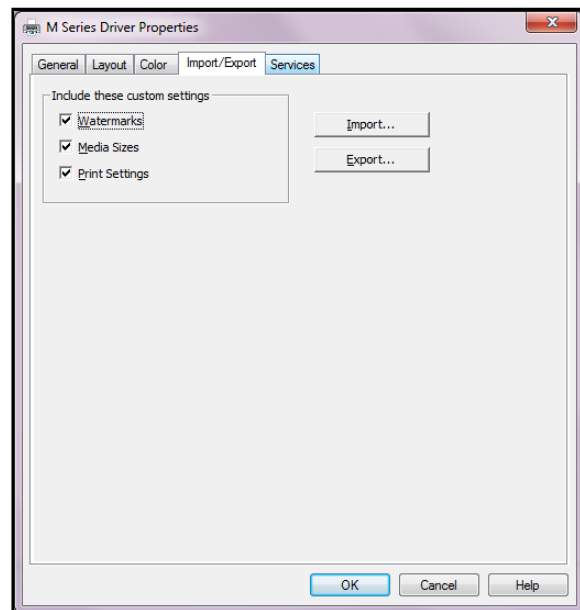 M Series Driver Properties
General Layout Color Import/Export Services
Include these custom settings
Watermarks
Import...
Media Sizes
Export...
Print Settings
OK Cancel Help